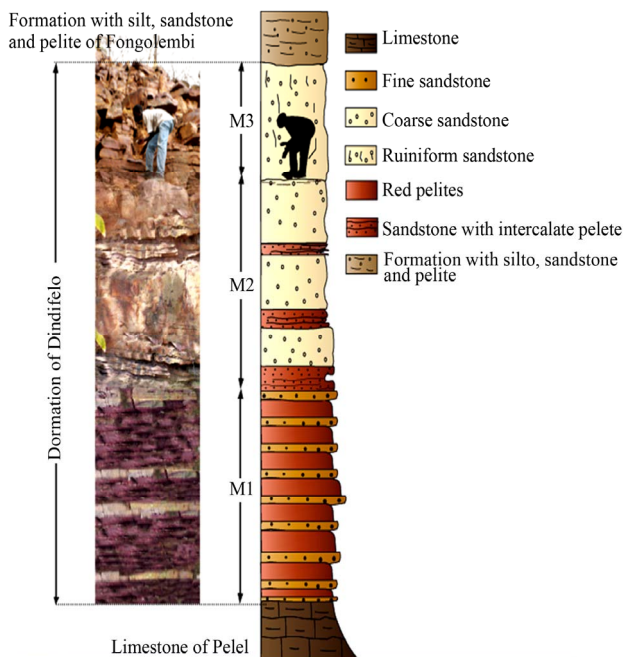 Formation with silt, sandstone
and pelite of Fongolembi
Dormation of Dindifelo
M3
M2
M1
Limestone of Pelel
Limestone
Fine sandstone
Coarse sandstone
Ruiniform sandstone
Red pelites
Sandstone with intercalate pelete
Formation with silto, sandstone
and pelite